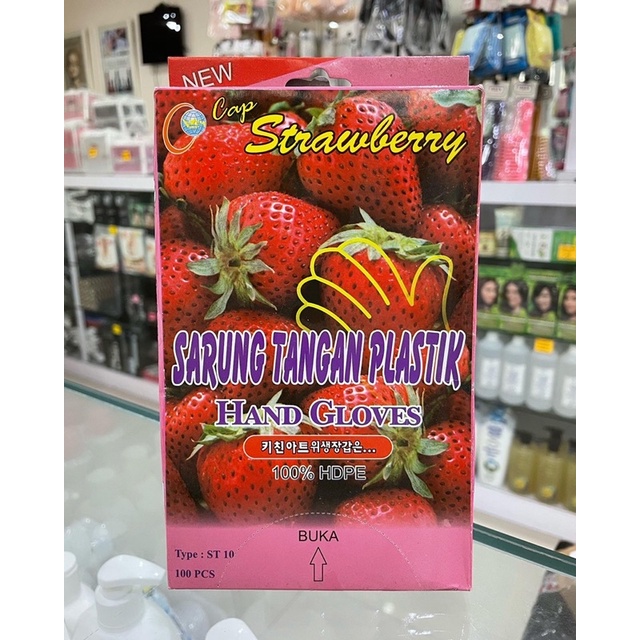 NEW
Cap
Strawberry
SARUNG TANGAN PLASTIK
HAND GLOVES
키친아트위생장갑은...
100% HDPE
BUKA
Type : ST 10
100 PCS